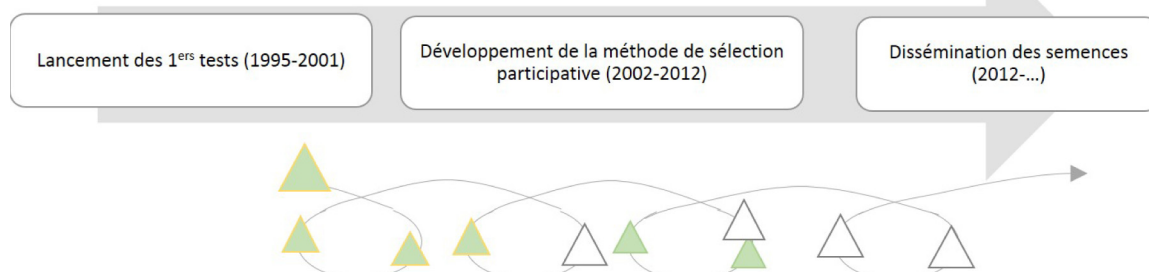 Lancement des 1ers tests (1995-2001)
Développement de la méthode de sélection
participative (2002-2012)
Dissémination des semences
(2012-...)